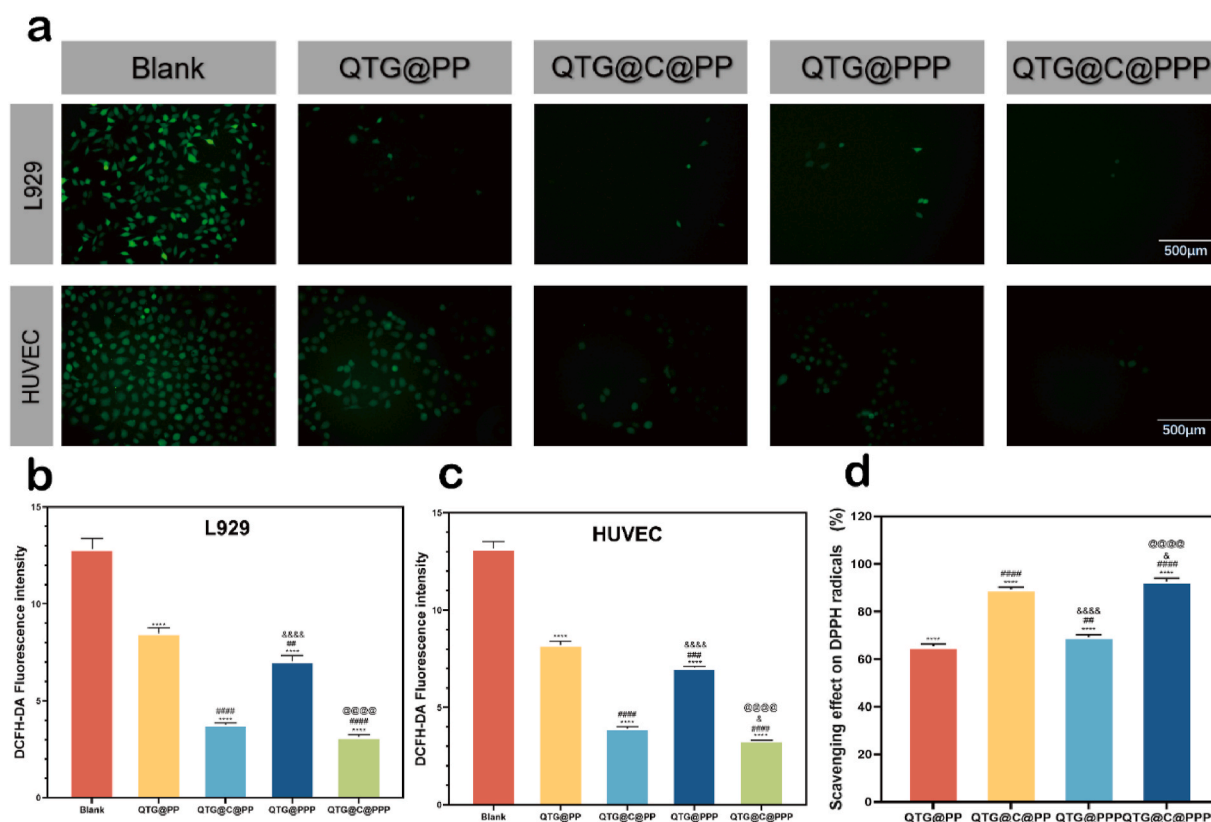 a
Blank QTG@PP QTG@C@PP QTG@PPP QTG@C@PPP
L929
500μm
HUVEC
500μm
b
L929
DCFH-DA Fluorescence intensity
15
10
5
0
****
####
****
&&&&
##
****
@@@@
####
****
Blank QTG@PP QTG@C@PP QTG@PPP QTG@C@PPP
c
HUVEC
DCFH-DA Fluorescence intensity
15
10
5
0
****
####
****
&&&&
###
****
@@@@
&
####
****
Blank QTG@PP QTG@C@PP QTG@PPP QTG@C@PPP
d
Scavenging effect on DPPH radicals (%)
120
100
80
60
40
20
0
****
####
****
&&&&
##
****
@@@@
&
####
****
QTG@PP QTG@C@PP QTG@PPP QTG@C@PPP